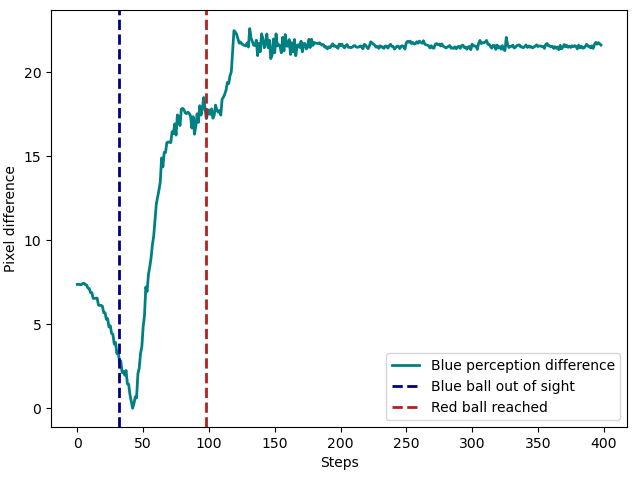 Pixel difference
20
15
10
5
0
0 50 100 150 200 250 300 350 400
Steps
Blue perception difference
Blue ball out of sight
Red ball reached